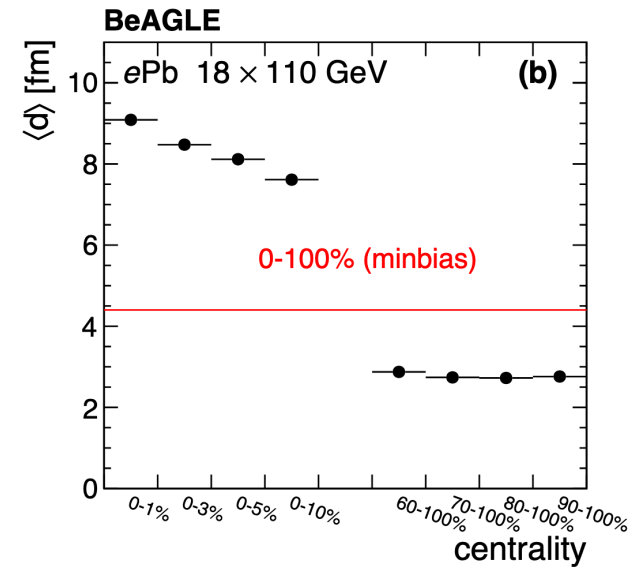 BeAGLE
ePb 18 × 110 GeV
(b)
⟨d⟩ [fm]
10
8
6
4
2
0
0-100% (minbias)
0-1%
0-3%
0-5%
0-10%
60-100%
70-100%
80-100%
90-100%
centrality